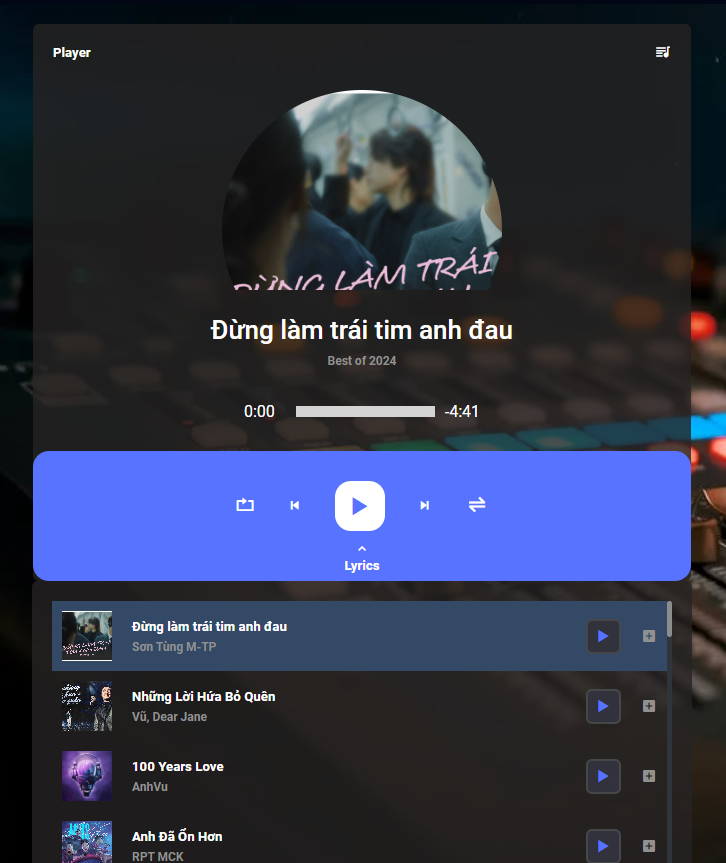 Player
ĐỪNG LÀM TRÁI
Đừng làm trái tim anh đau
Best of 2024
0:00 -4:41
Lyrics
Đừng làm trái tim anh đau
Sơn Tùng M-TP
Những Lời Hứa Bỏ Quên
Vũ, Dear Jane
100 Years Love
AnhVu
Anh Đã Ổn Hơn
RPT MCK